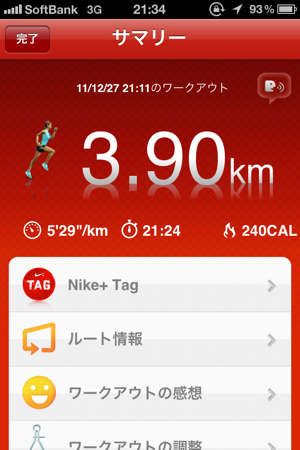 SoftBank 3G 21:34 93%
完了 サマリー
11/12/27 21:11のワークアウト
3.90km
5'29"/km 21:24 240CAL
TAG Nike+ Tag
ルート情報
ワークアウトの感想
ワークアウトの調整